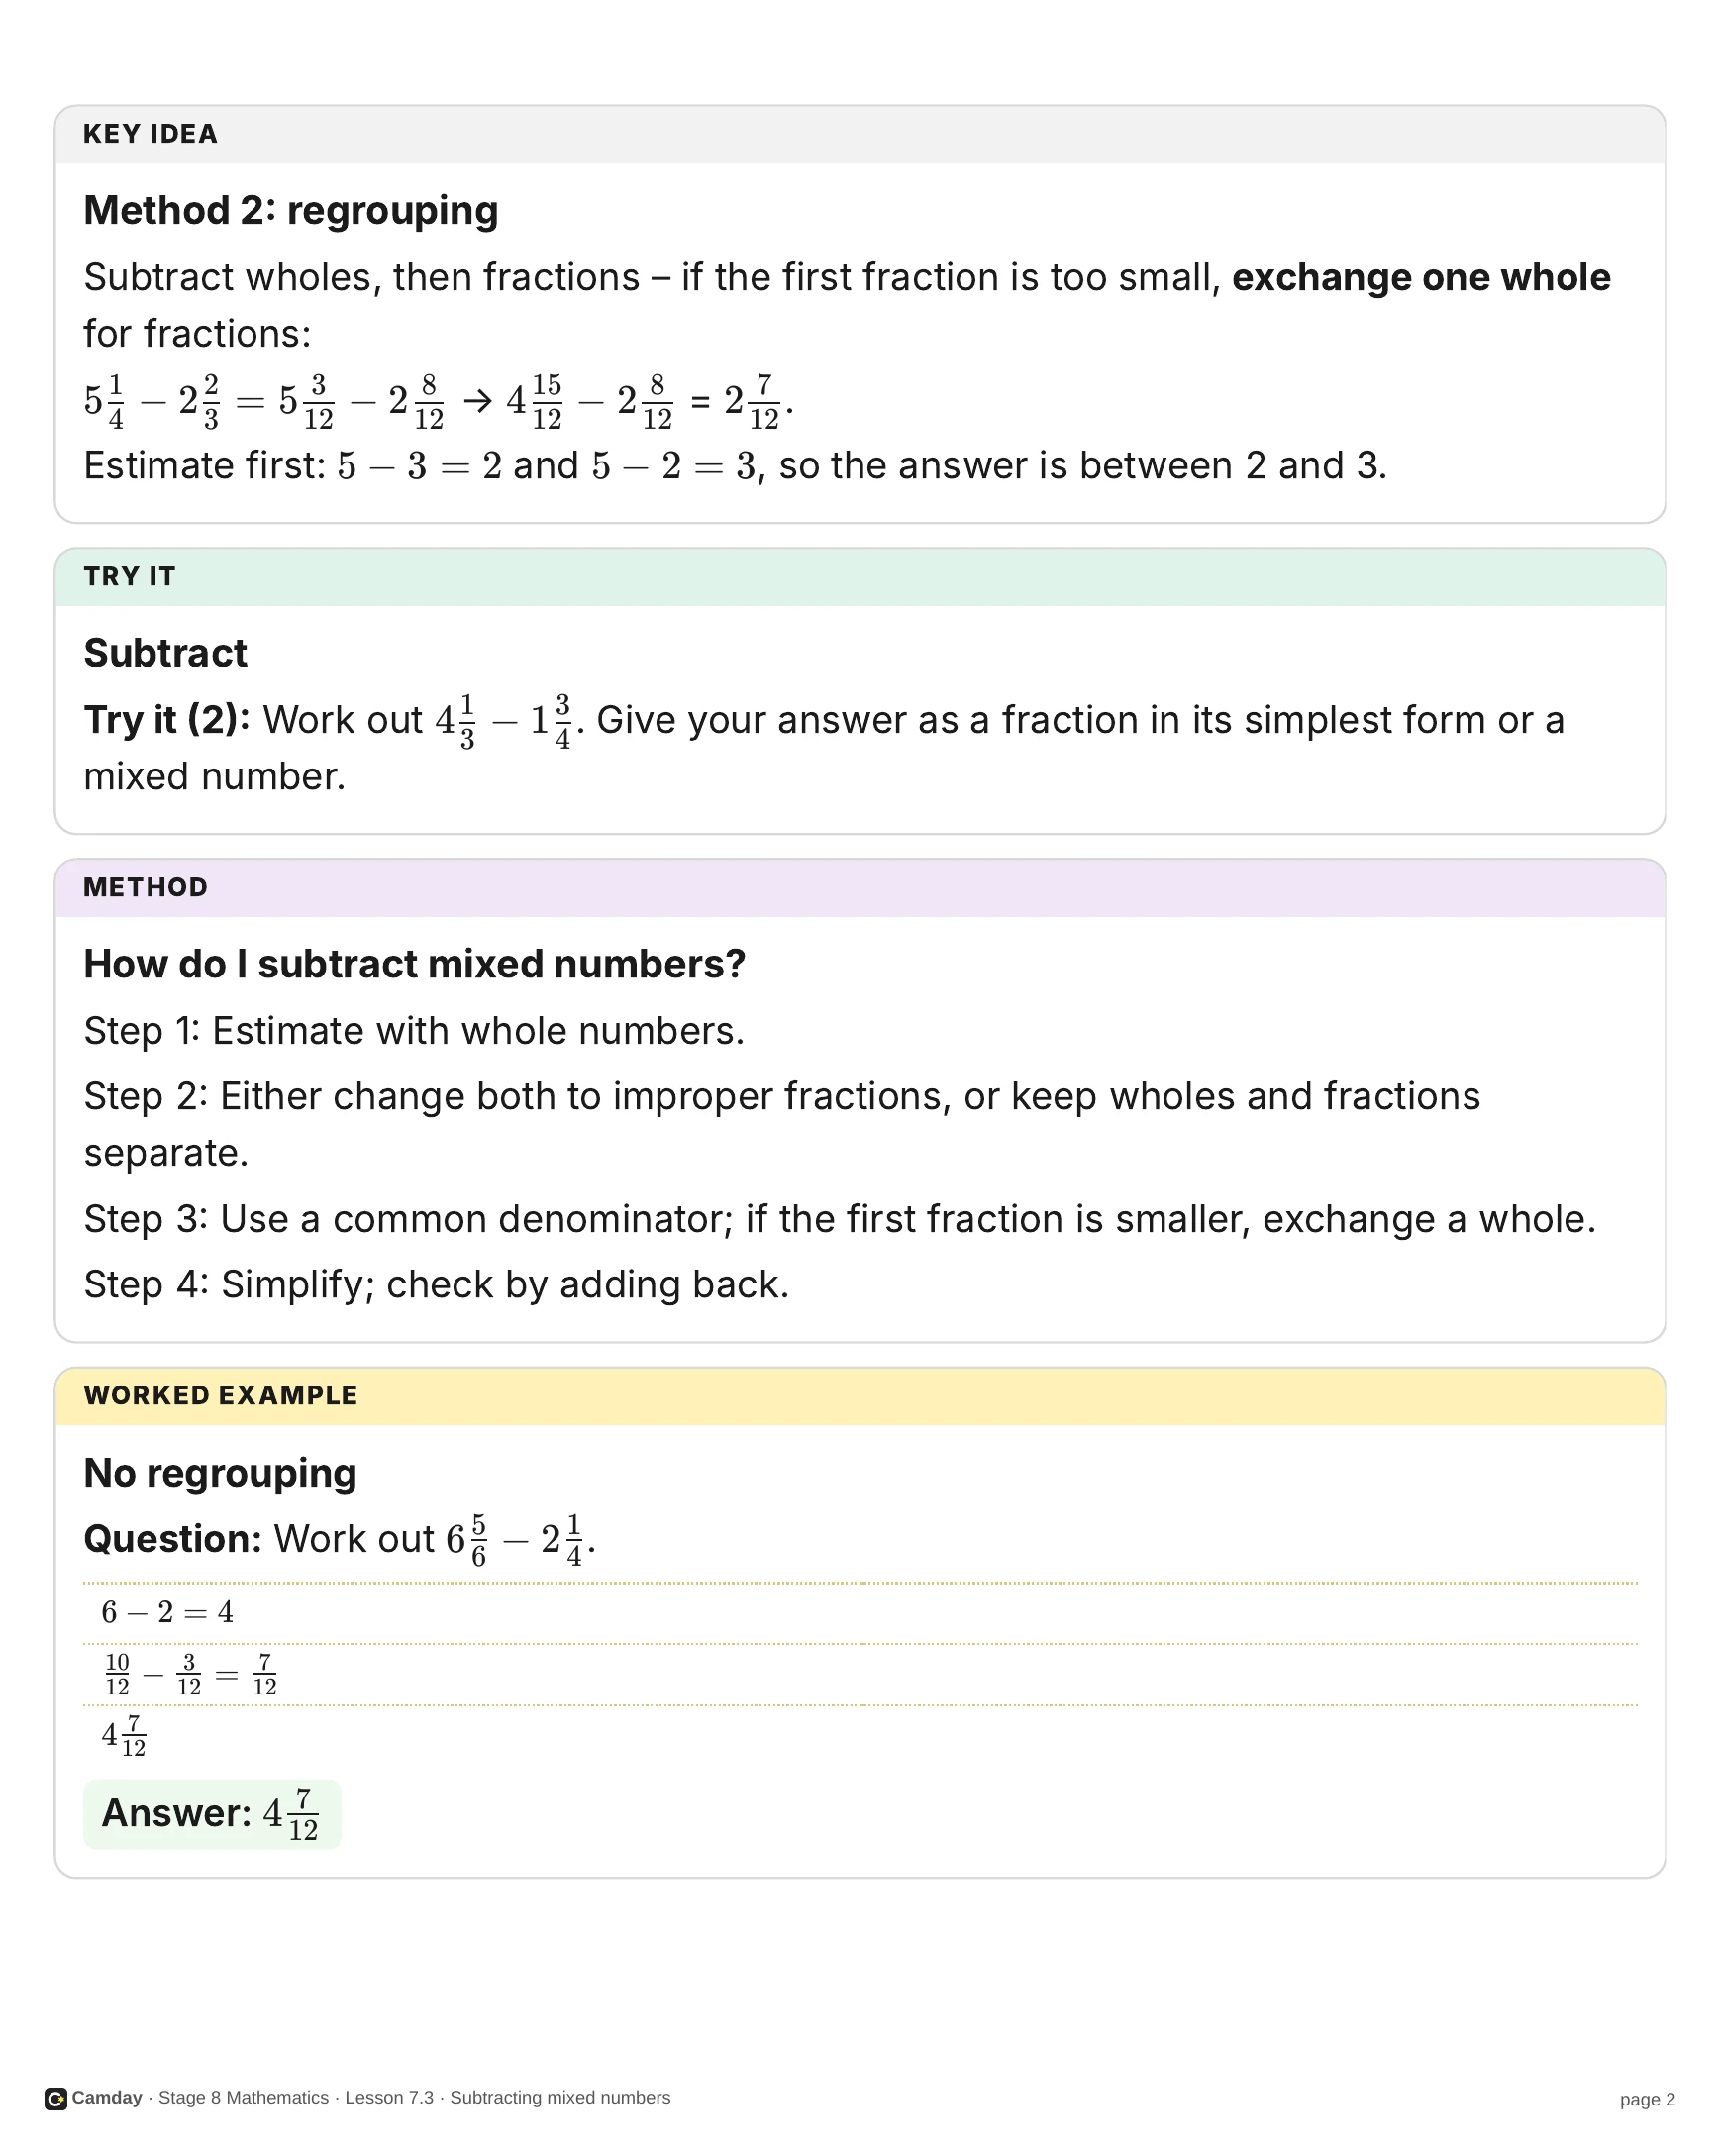 KEY IDEA
Method 2: regrouping
Subtract wholes, then fractions – if the first fraction is too small, exchange one whole
for fractions:
5 1/4 − 2 2/3 = 5 3/12 − 2 8/12 → 4 15/12 − 2 8/12 = 2 7/12.
Estimate first: 5 − 3 = 2 and 5 − 2 = 3, so the answer is between 2 and 3.
TRY IT
Subtract
Try it (2): Work out 4 1/3 − 1 3/4. Give your answer as a fraction in its simplest form or a
mixed number.
METHOD
How do I subtract mixed numbers?
Step 1: Estimate with whole numbers.
Step 2: Either change both to improper fractions, or keep wholes and fractions
separate.
Step 3: Use a common denominator; if the first fraction is smaller, exchange a whole.
Step 4: Simplify; check by adding back.
WORKED EXAMPLE
No regrouping
Question: Work out 6 5/6 − 2 1/4.
6 − 2 = 4
10/12 − 3/12 = 7/12
4 7/12
Answer: 4 7/12
Camday · Stage 8 Mathematics · Lesson 7.3 · Subtracting mixed numbers
page 2